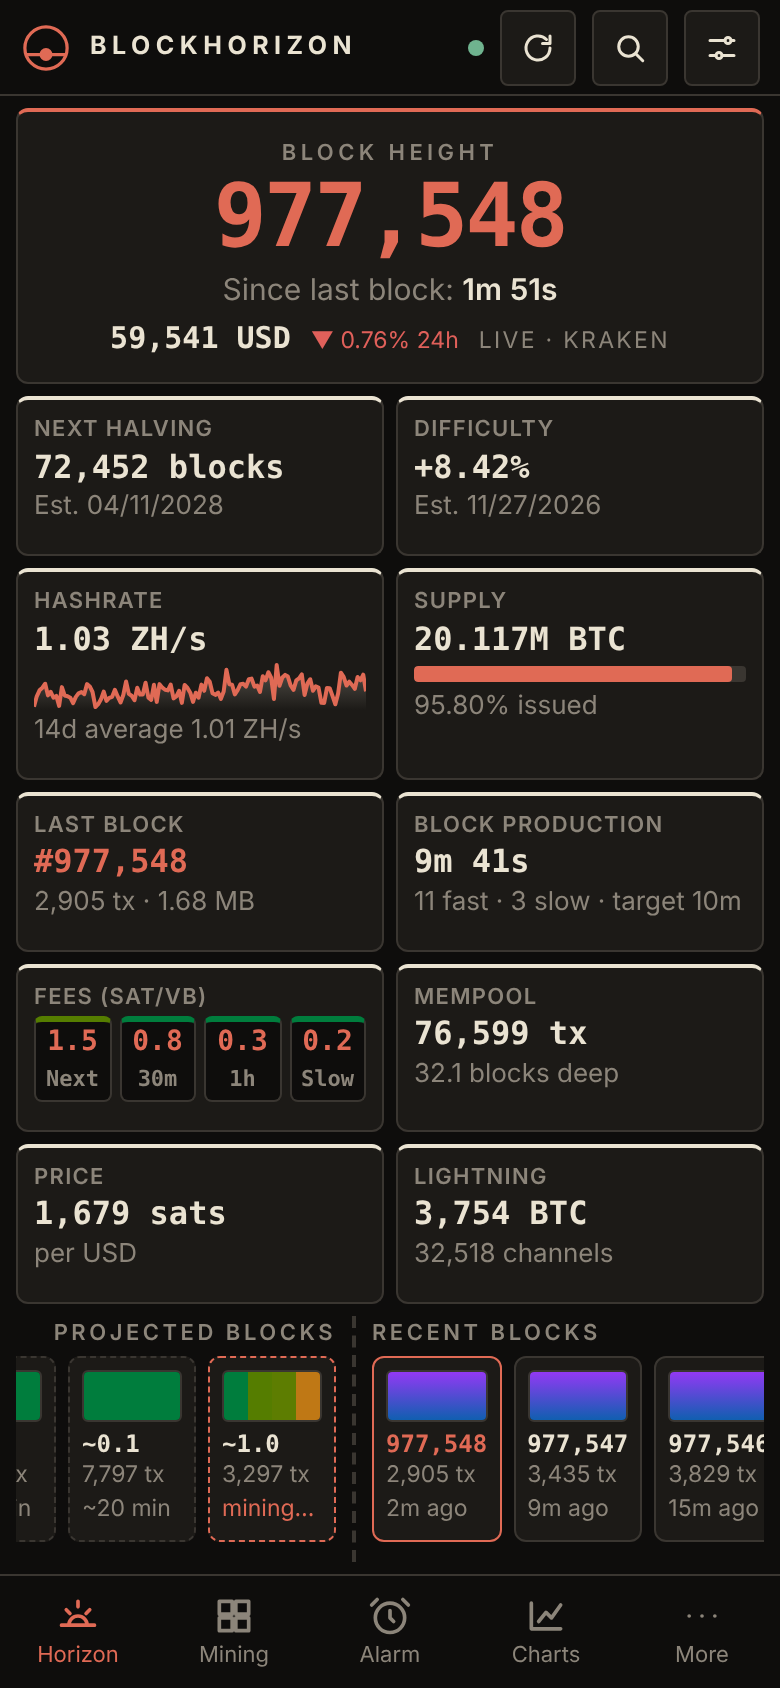 BLOCKHORIZON
BLOCK HEIGHT
977,548
Since last block: 1m 51s
59,541 USD ▼ 0.76% 24h LIVE · KRAKEN
NEXT HALVING
72,452 blocks
Est. 04/11/2028
DIFFICULTY
+8.42%
Est. 11/27/2026
HASHRATE
1.03 ZH/s
14d average 1.01 ZH/s
SUPPLY
20.117M BTC
95.80% issued
LAST BLOCK
#977,548
2,905 tx · 1.68 MB
BLOCK PRODUCTION
9m 41s
11 fast · 3 slow · target 10m
FEES (SAT/VB)
1.5 0.8 0.3 0.2
Next 30m 1h Slow
MEMPOOL
76,599 tx
32.1 blocks deep
PRICE
1,679 sats
per USD
LIGHTNING
3,754 BTC
32,518 channels
PROJECTED BLOCKS
x
n
~0.1
7,797 tx
~20 min
~1.0
3,297 tx
mining...
RECENT BLOCKS
977,548
2,905 tx
2m ago
977,547
3,435 tx
9m ago
977,546
3,829 tx
15m ago
Horizon Mining Alarm Charts More